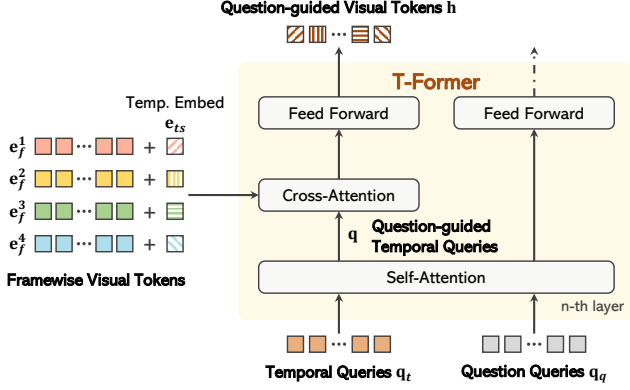 Question-guided Visual Tokens h
T-Former
Temp. Embed
e_ts
Feed Forward
Feed Forward
e_f^1 ... +
e_f^2 ... +
e_f^3 ... +
e_f^4 ... +
Cross-Attention
q
Question-guided
Temporal Queries
Framewise Visual Tokens
Self-Attention
n-th layer
Temporal Queries q_t
Question Queries q_q